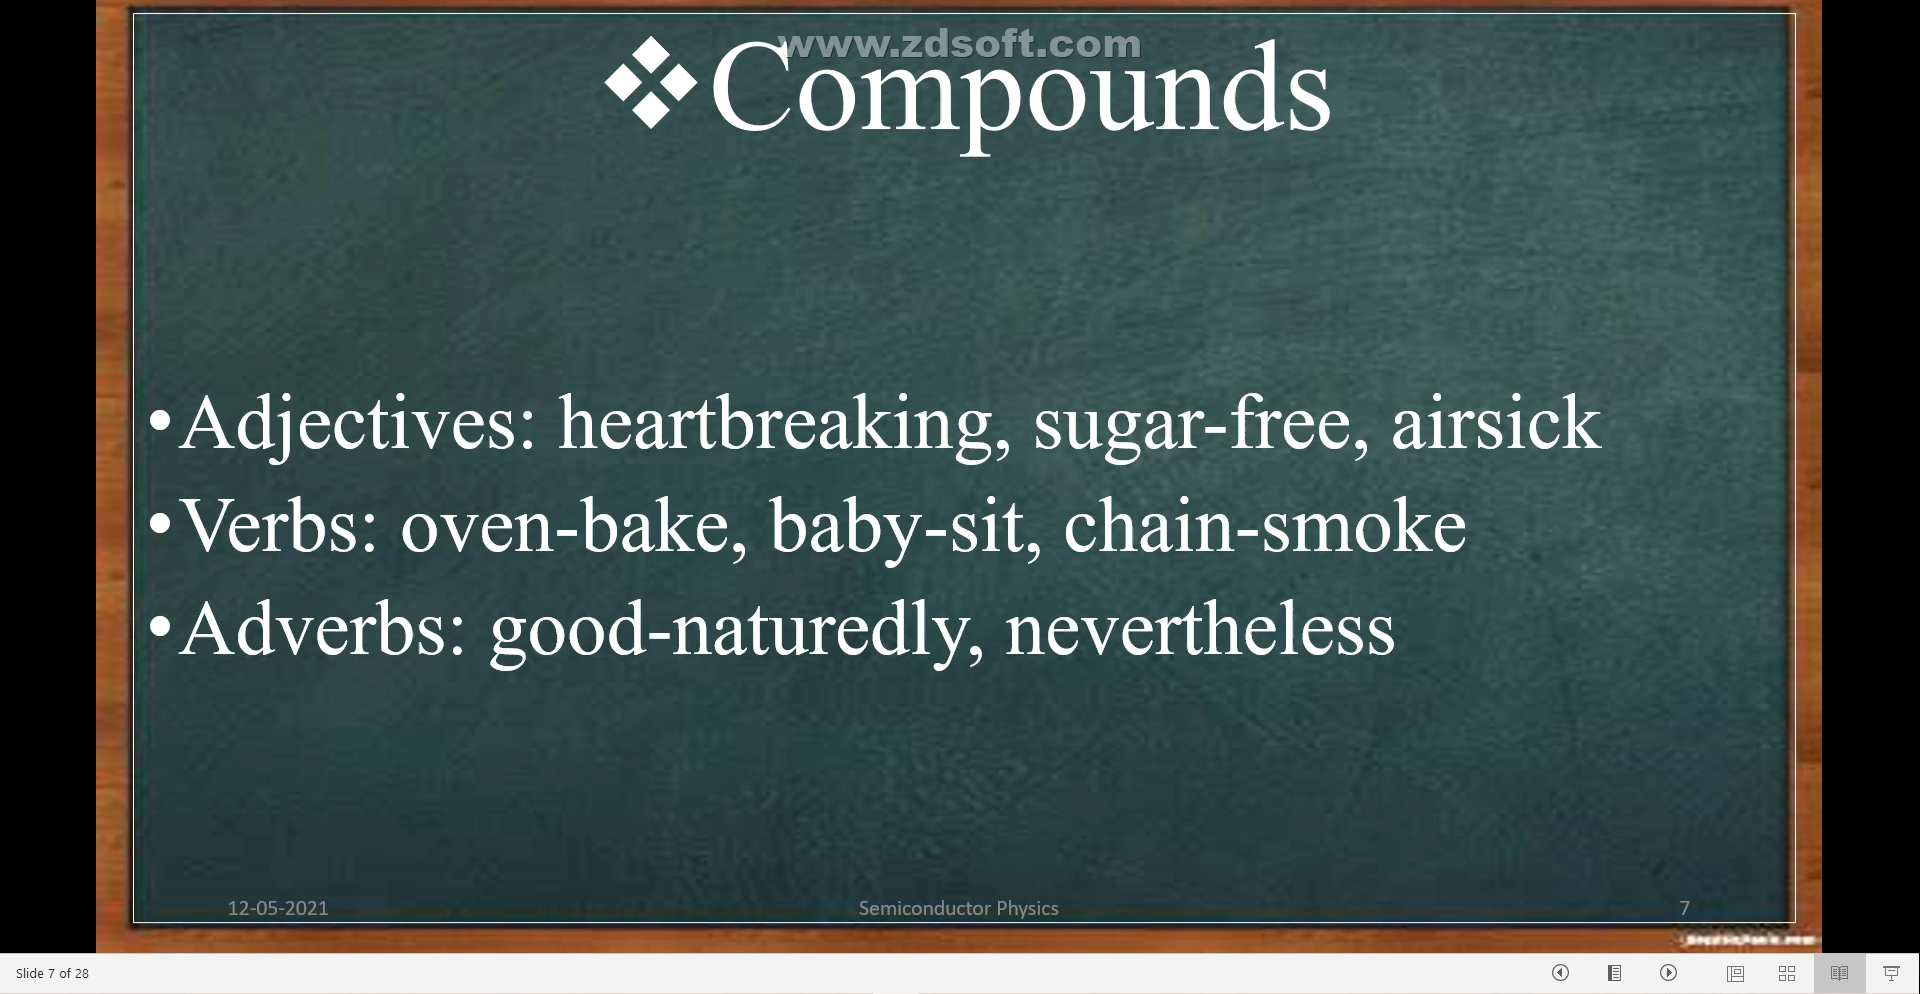 www.zdsoft.com
❖Compounds
•Adjectives: heartbreaking, sugar-free, airsick
•Verbs: oven-bake, baby-sit, chain-smoke
•Adverbs: good-naturedly, nevertheless
12-05-2021 Semiconductor Physics 7
Slide 7 of 28